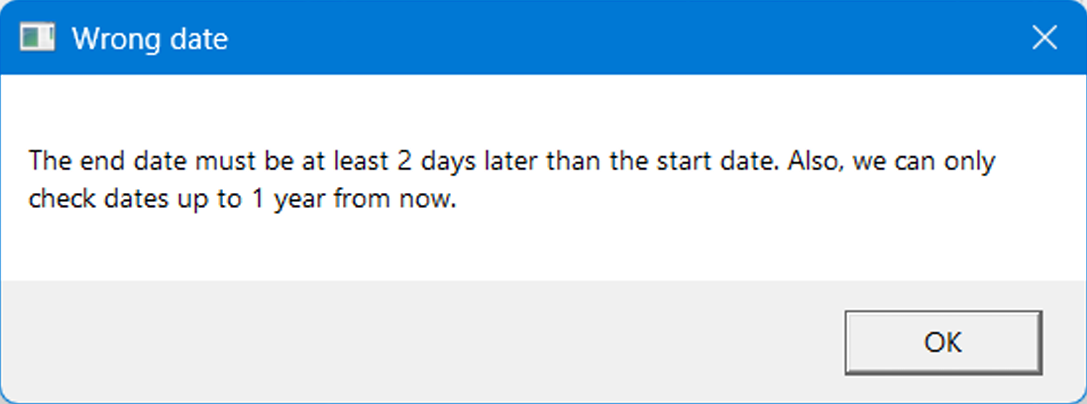 Wrong date
The end date must be at least 2 days later than the start date. Also, we can only
check dates up to 1 year from now.
OK